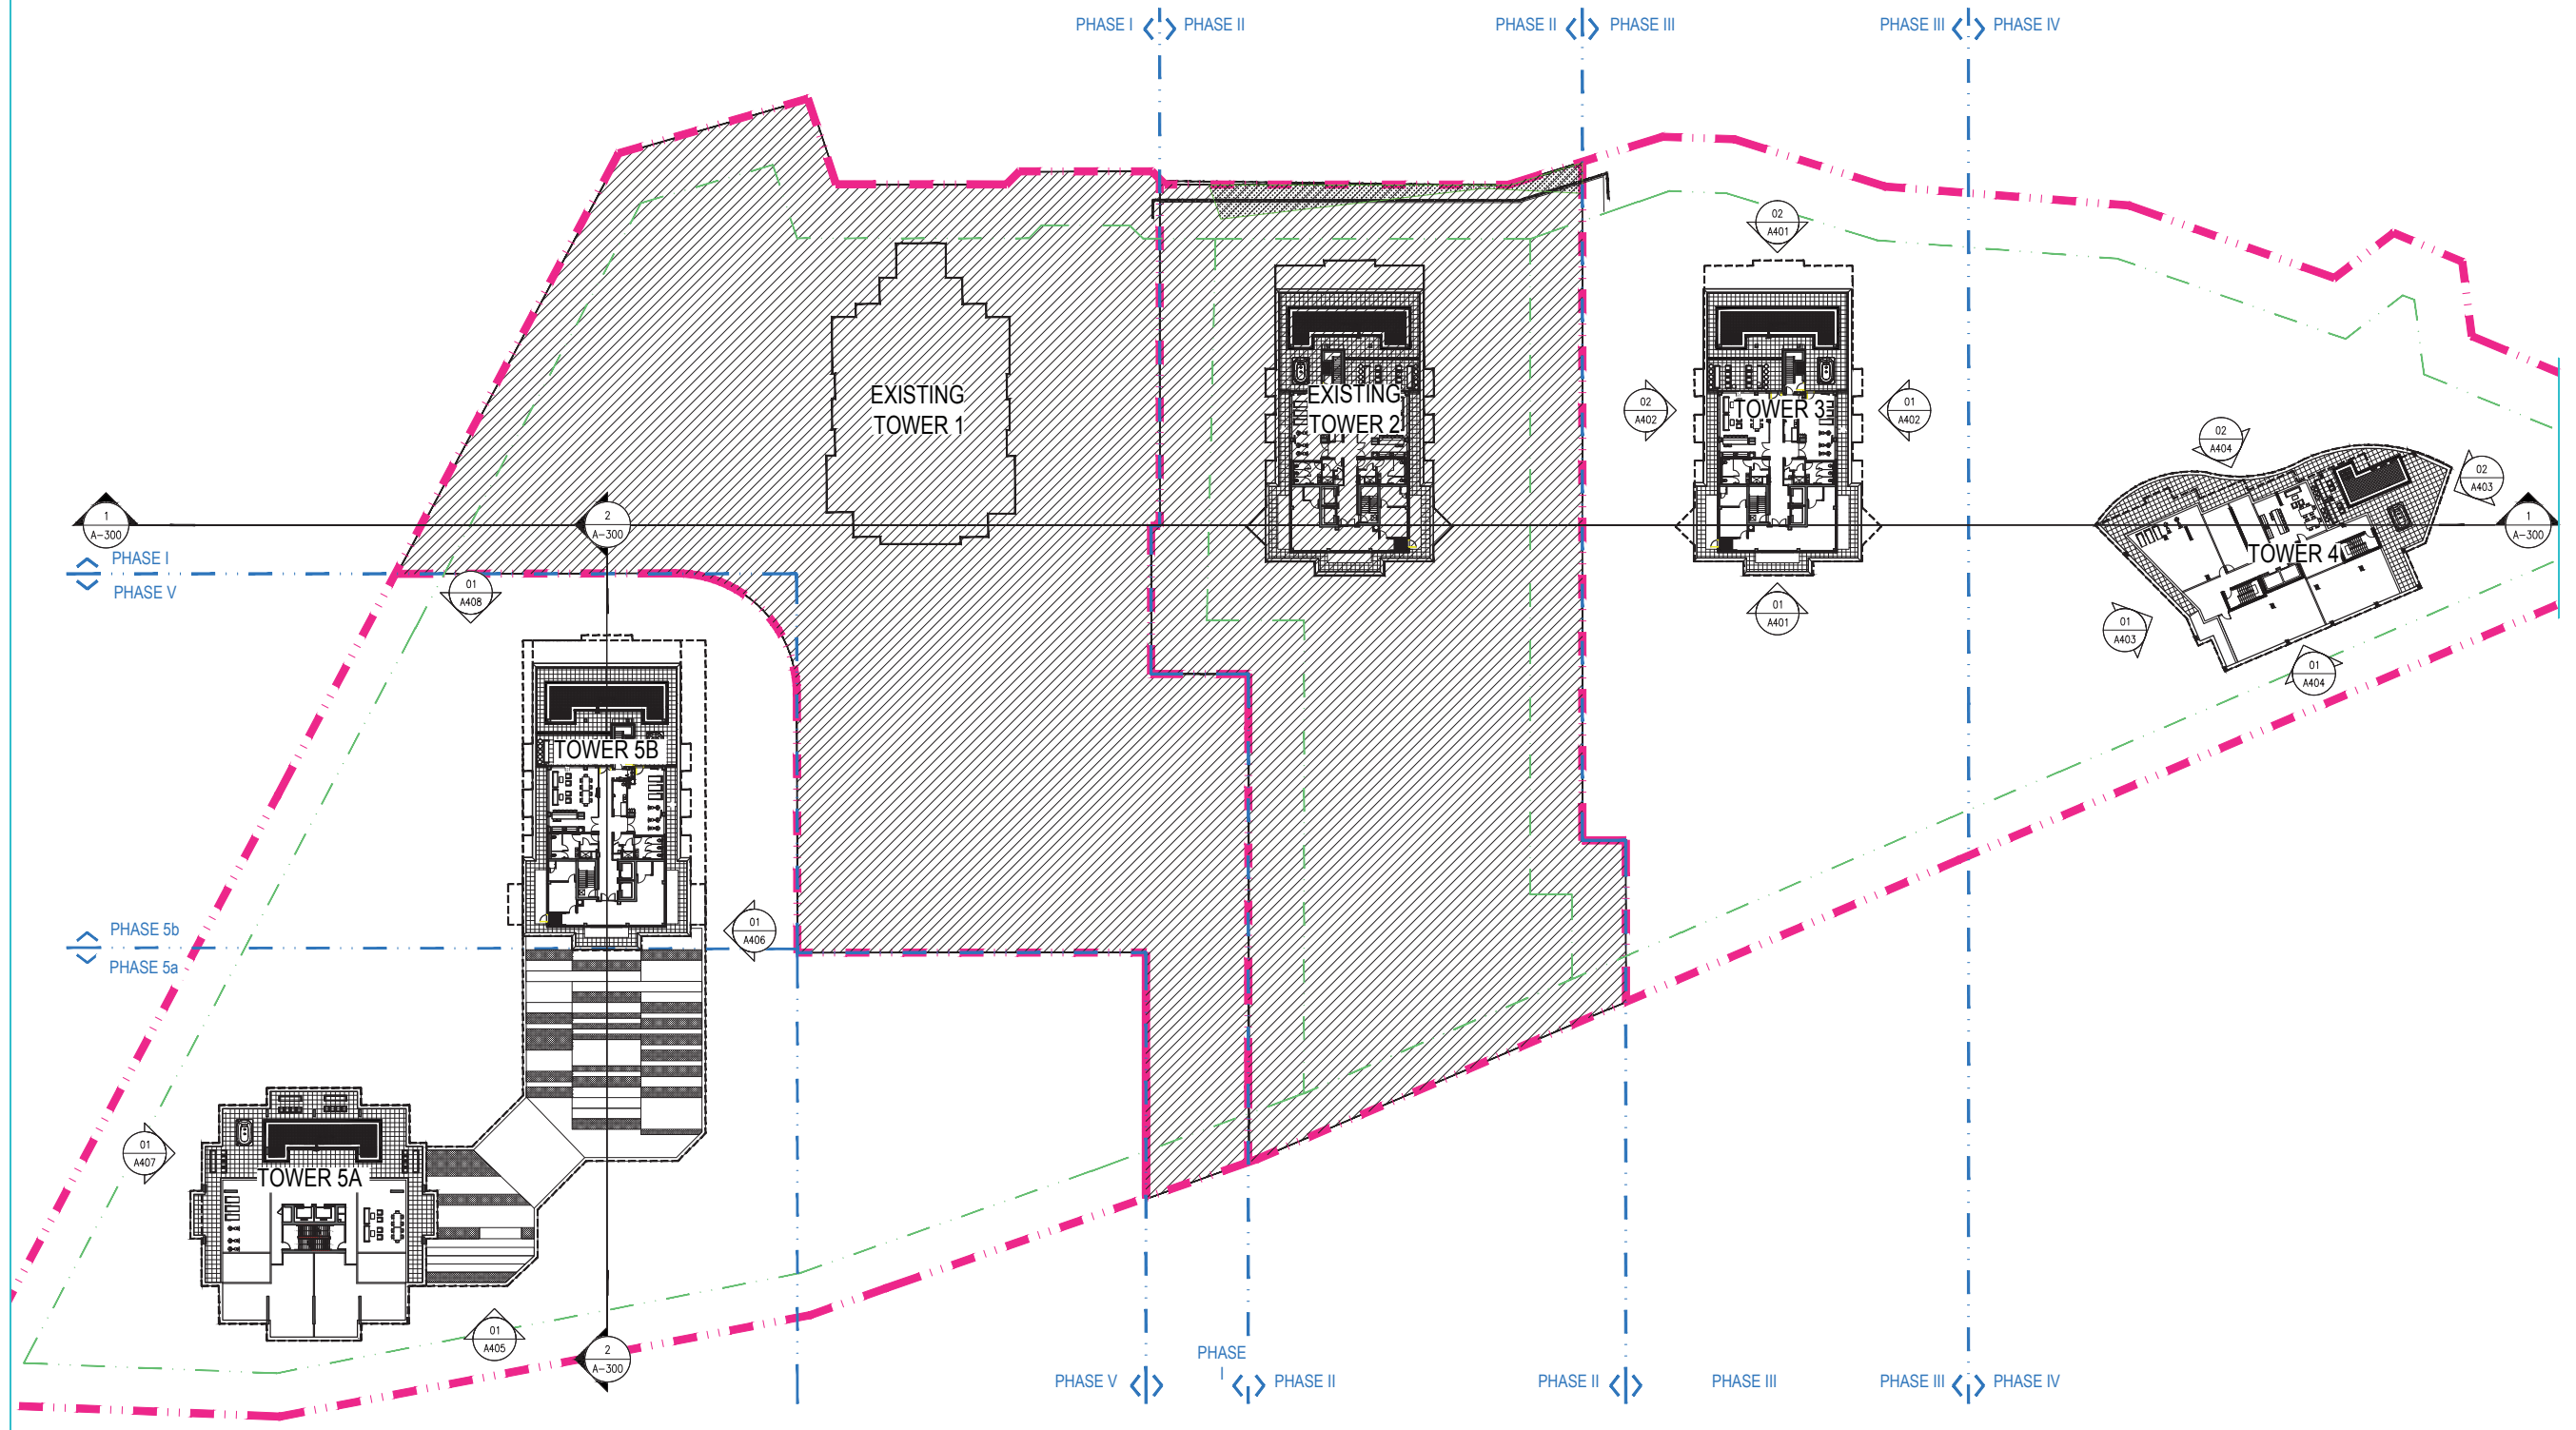 PHASE I PHASE II
PHASE II PHASE III
PHASE III PHASE IV
02
A401
EXISTING
TOWER 1
EXISTING
TOWER 2
02
A402
TOWER 3
01
A402
02
A404
02
A403
1
A-300
2
A-300
1
A-300
TOWER 4
PHASE I
PHASE V
01
A408
01
A401
01
A403
01
A404
TOWER 5B
PHASE 5b
PHASE 5a
01
A406
01
A407
TOWER 5A
01
A405
2
A-300
PHASE V
PHASE
I
PHASE II
PHASE II
PHASE III
PHASE III PHASE IV